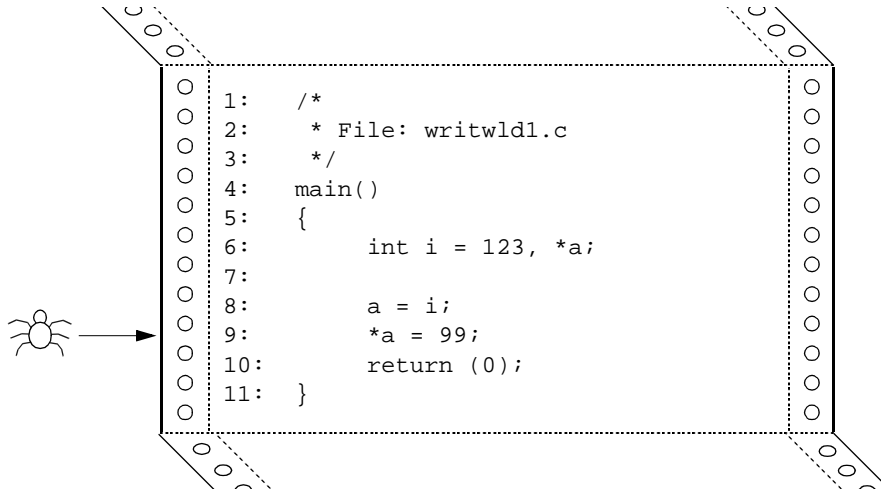 1: /*
2: * File: writwld1.c
3: */
4: main()
5: {
6: int i = 123, *a;
7:
8: a = i;
9: *a = 99;
10: return (0);
11: }